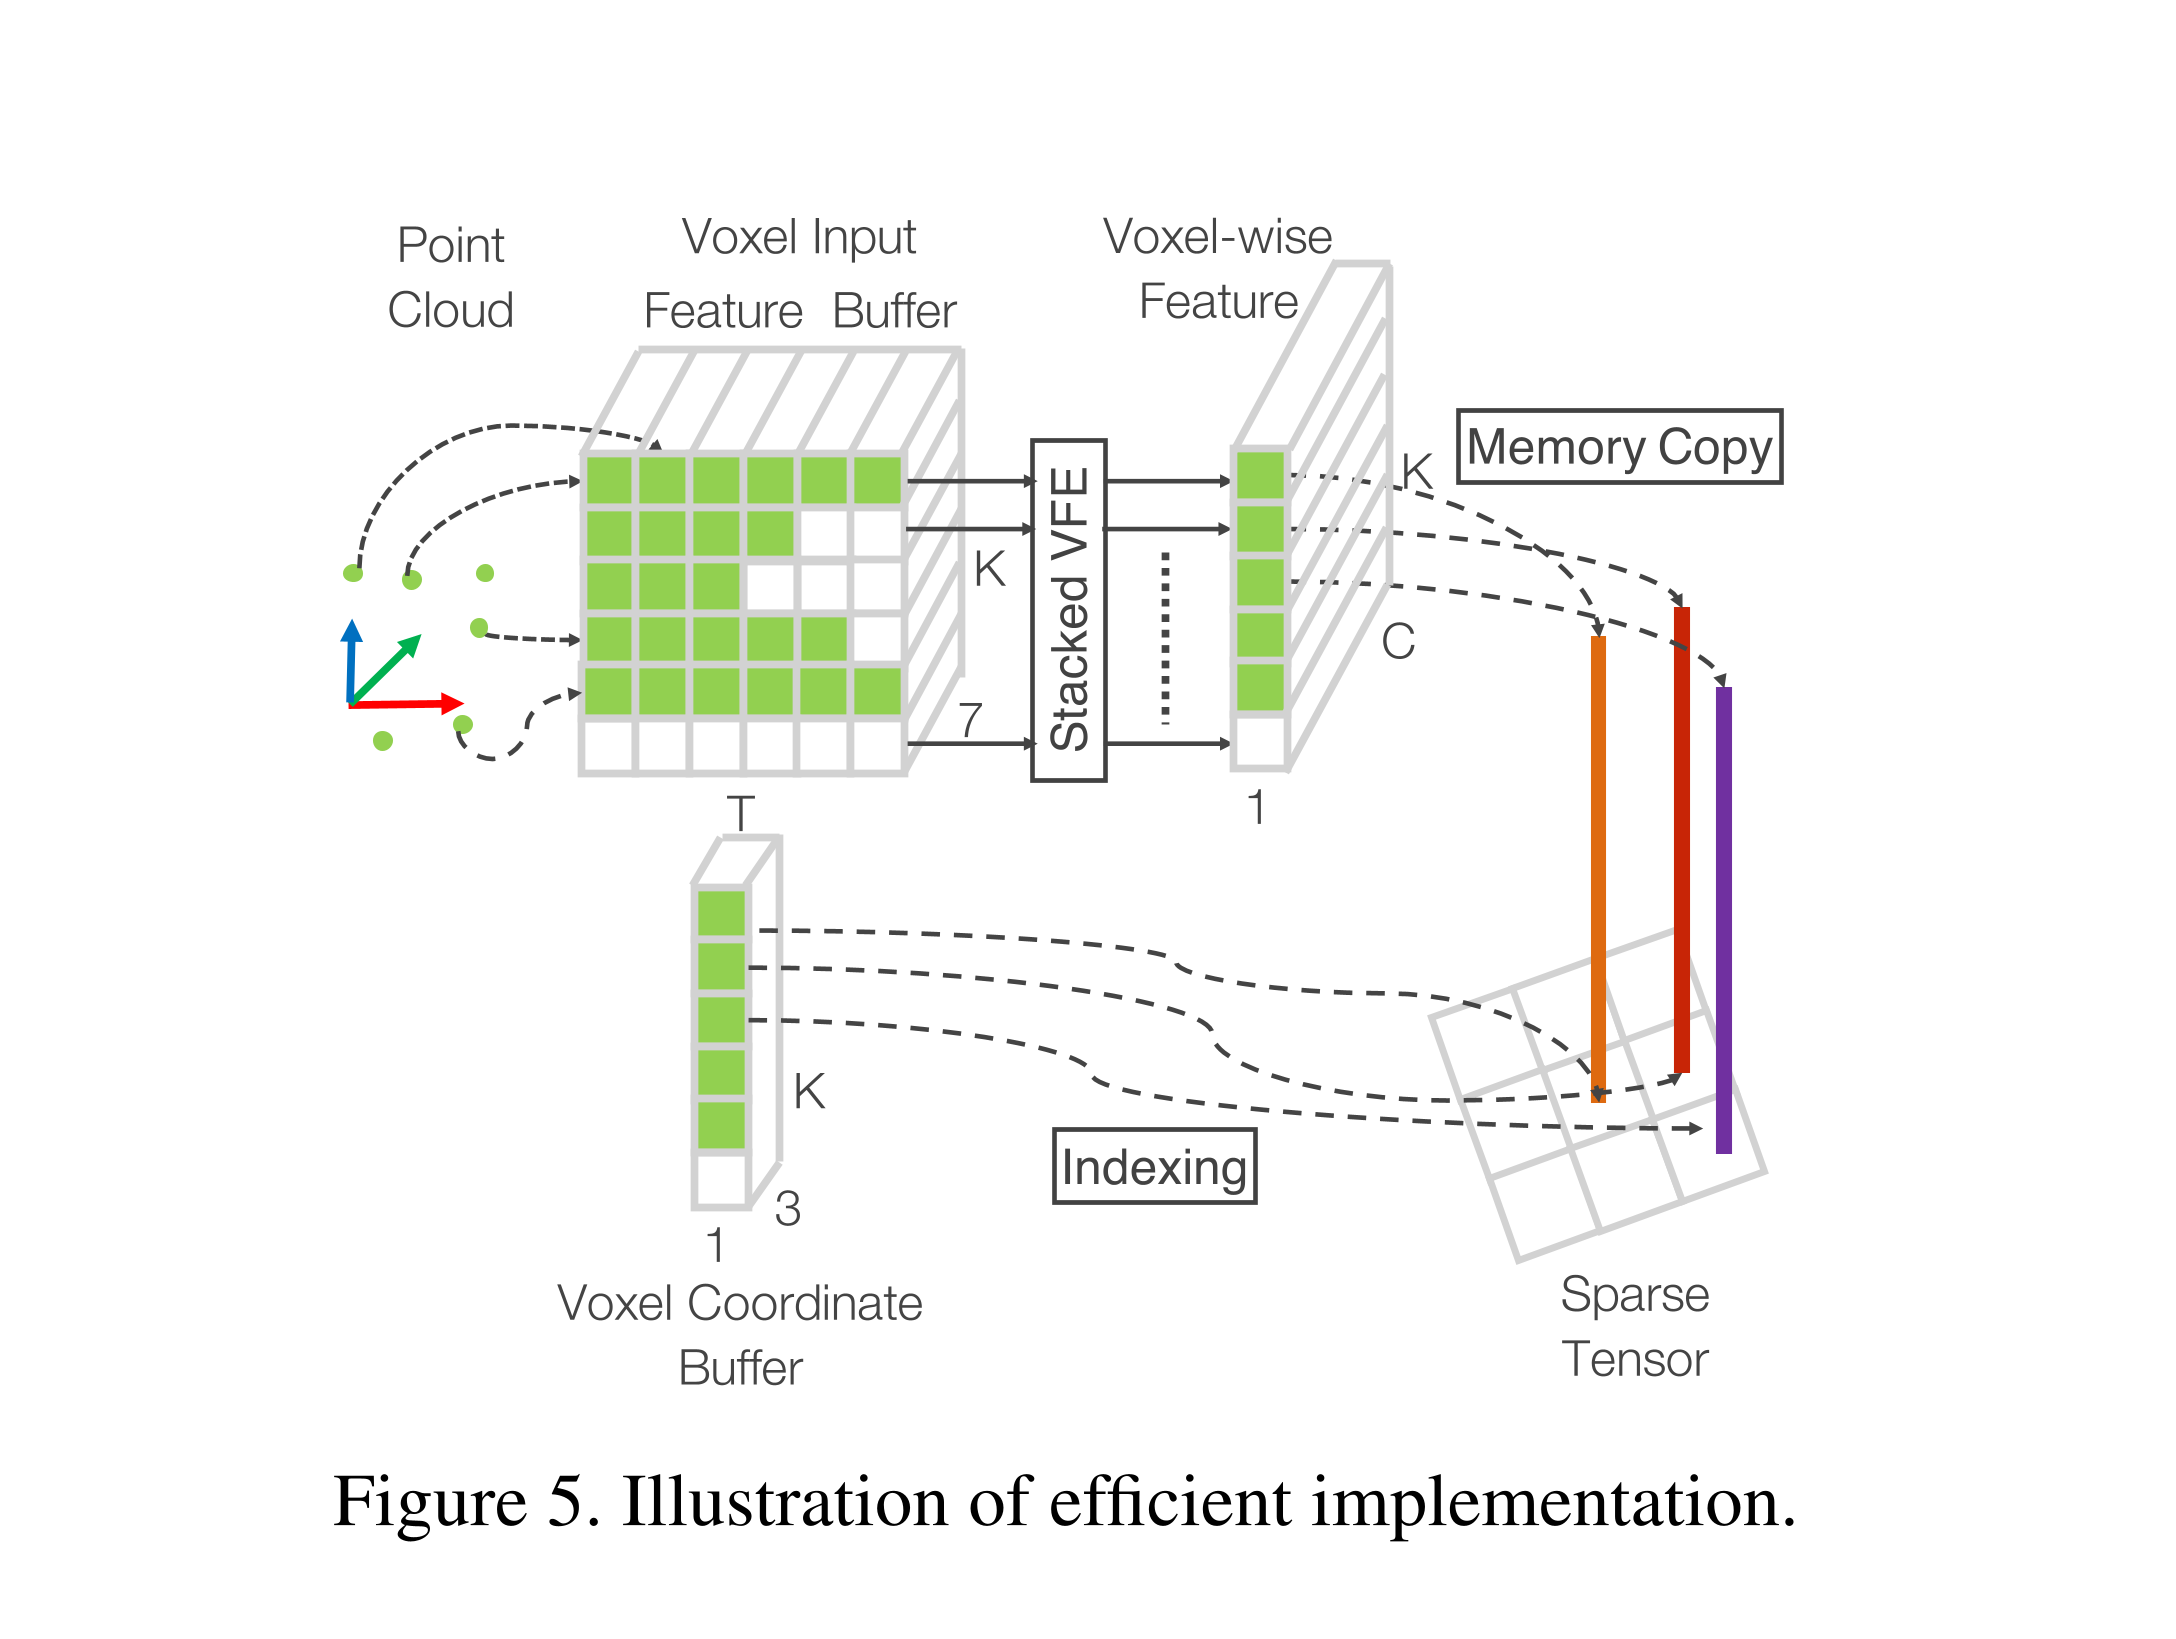 Point
Cloud
Voxel Input
Feature Buffer
Voxel-wise
Feature
Memory Copy
K
K
Stacked VFE
C
7
T
1
K
3
1
Indexing
Voxel Coordinate
Buffer
Sparse
Tensor
Figure 5. Illustration of efficient implementation.